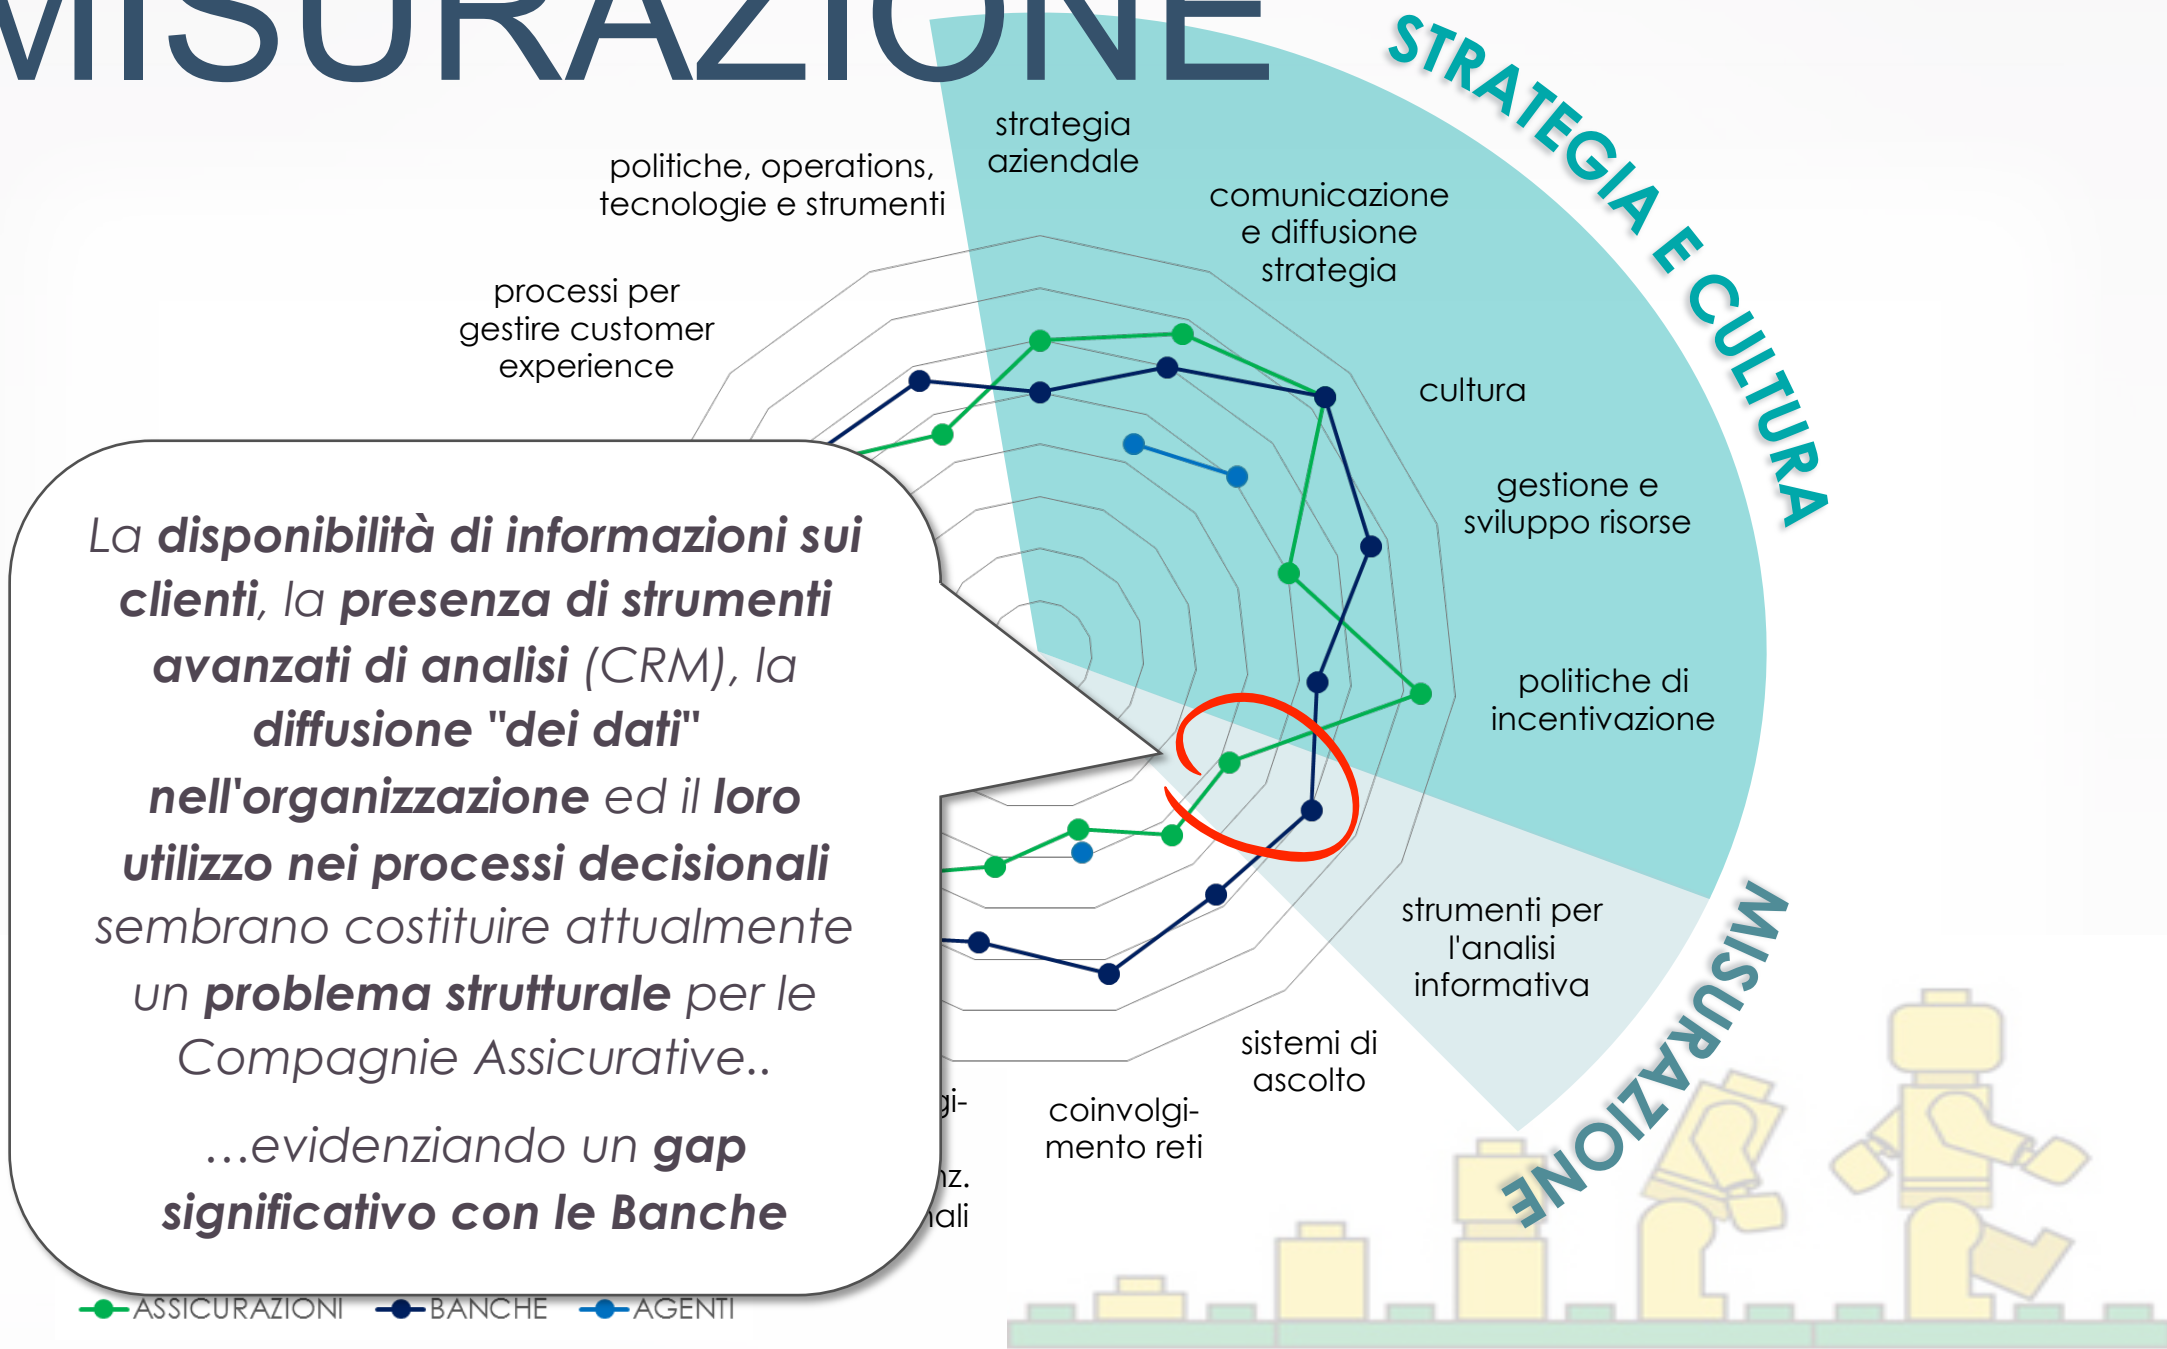 MISURAZIONE
STRATEGIA E CULTURA
strategia
aziendale
politiche, operations,
tecnologie e strumenti
comunicazione
e diffusione
strategia
processi per
gestire customer
experience
cultura
gestione e
sviluppo risorse
politiche di
incentivazione
La disponibilità di informazioni sui
clienti, la presenza di strumenti
avanzati di analisi (CRM), la
diffusione "dei dati"
nell'organizzazione ed il loro
utilizzo nei processi decisionali
sembrano costituire attualmente
un problema strutturale per le
Compagnie Assicurative..
...evidenziando un gap
significativo con le Banche
strumenti per
l'analisi
informativa
MISURAZIONE
sistemi di
ascolto
coinvolgi-
mento reti
gi-
nz.
nali
ASSICURAZIONI BANCHE AGENTI